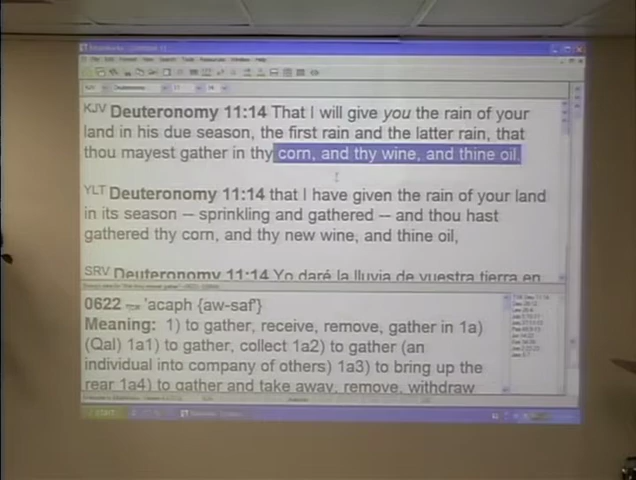 KJV Deuteronomy 11:14 That I will give you the rain of your
land in his due season, the first rain and the latter rain, that
thou mayest gather in thy corn, and thy wine, and thine oil.
YLT Deuteronomy 11:14 that I have given the rain of your land
in its season -- sprinkling and gathered -- and thou hast
gathered thy corn, and thy new wine, and thine oil,
SRV Deuteronomy 11:14 Yo daré la lluvia de vuestra tierra en
0622 'acaph {aw-saf'}
Meaning: 1) to gather, receive, remove, gather in 1a)
(Qal) 1a1) to gather, collect 1a2) to gather (an
individual into company of others) 1a3) to bring up the
rear 1a4) to gather and take away, remove, withdraw